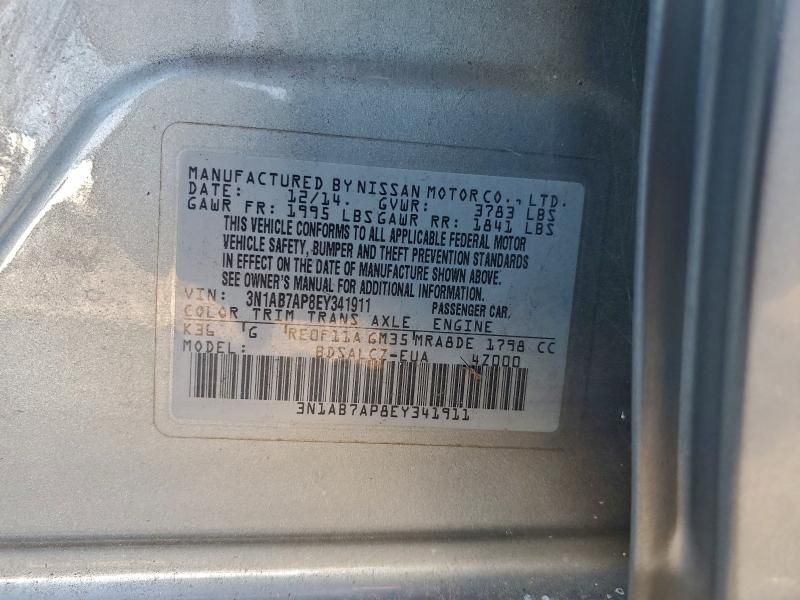 MANUFACTURED BY NISSAN MOTOR CO., LTD.
DATE: 12/14. GVWR: 3783 LBS
GAWR FR: 1995 LBS GAWR RR: 1841 LBS
THIS VEHICLE CONFORMS TO ALL APPLICABLE FEDERAL MOTOR
VEHICLE SAFETY, BUMPER AND THEFT PREVENTION STANDARDS
IN EFFECT ON THE DATE OF MANUFACTURE SHOWN ABOVE.
SEE OWNER'S MANUAL FOR ADDITIONAL INFORMATION.
VIN: 3N1AB7AP8EY341911 PASSENGER CAR.
COLOR TRIM TRANS AXLE ENGINE
K36 G RE0F11A GM35 MRA8DE 1798 CC
MODEL: BDSALCZ-EUA 4Z000
3N1AB7AP8EY341911